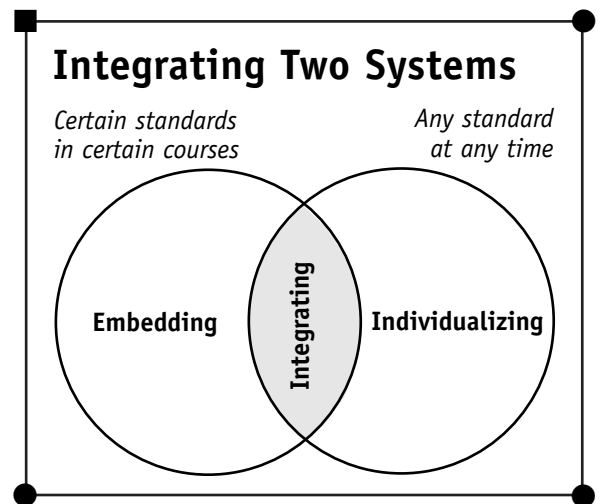 Integrating Two Systems
Certain standards
in certain courses
Any standard
at any time
Embedding
Integrating
Individualizing